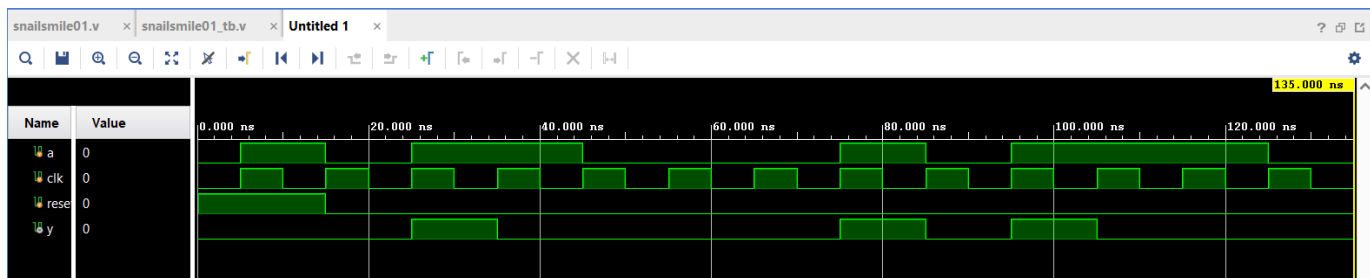 snailsmile01.v × snailsmile01_tb.v × Untitled 1 × ?
135.000 ns
Name Value 0.000 ns 20.000 ns 40.000 ns 60.000 ns 80.000 ns 100.000 ns 120.000 ns
a 0
clk 0
rese 0
y 0